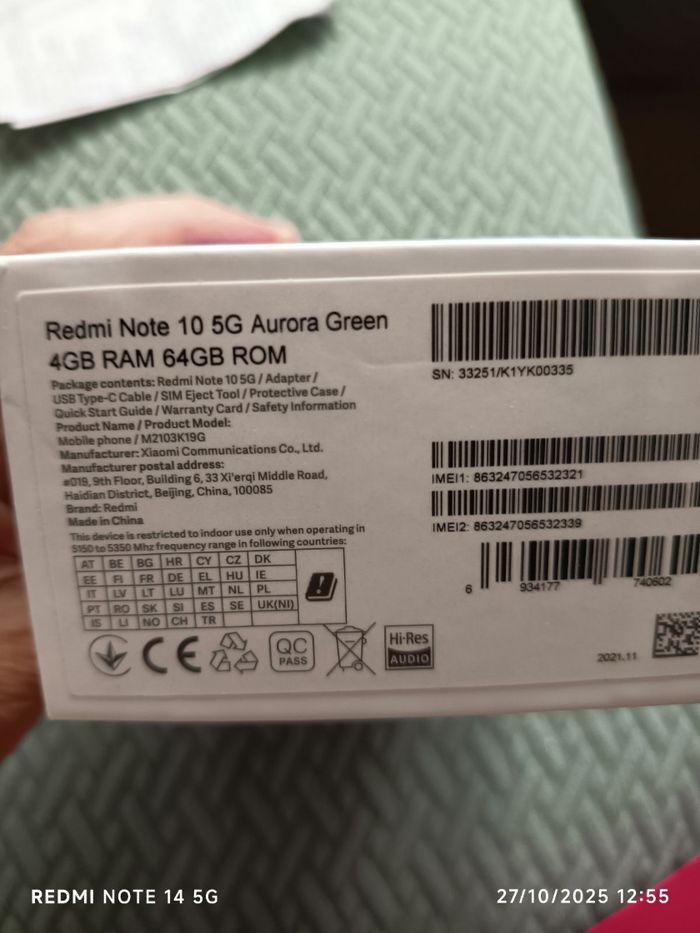 Redmi Note 10 5G Aurora Green
4GB RAM 64GB ROM
Package contents: Redmi Note 10 5G / Adapter /
USB Type-C Cable / SIM Eject Tool / Protective Case /
Quick Start Guide / Warranty Card / Safety Information
Product Name / Product Model:
Mobile phone / M2103K19G
Manufacturer: Xiaomi Communications Co., Ltd.
Manufacturer postal address:
#019, 9th Floor, Building 6, 33 Xi'erqi Middle Road,
Haidian District, Beijing, China, 100085
Brand: Redmi
Made in China
This device is restricted to indoor use only when operating in
5150 to 5350 Mhz frequency range in following countries:
AT BE BG HR CY CZ DK
EE FI FR DE EL HU IE
IT LV LT LU MT NL PL
PT RO SK SI ES SE UK(NI)
IS LI NO CH TR
CE
QC
PASS
Hi-Res
AUDIO
SN: 33251/K1YK00335
IMEI1: 863247056532321
IMEI2: 863247056532339
6 934177 740602
2021.11
REDMI NOTE 14 5G
27/10/2025 12:55